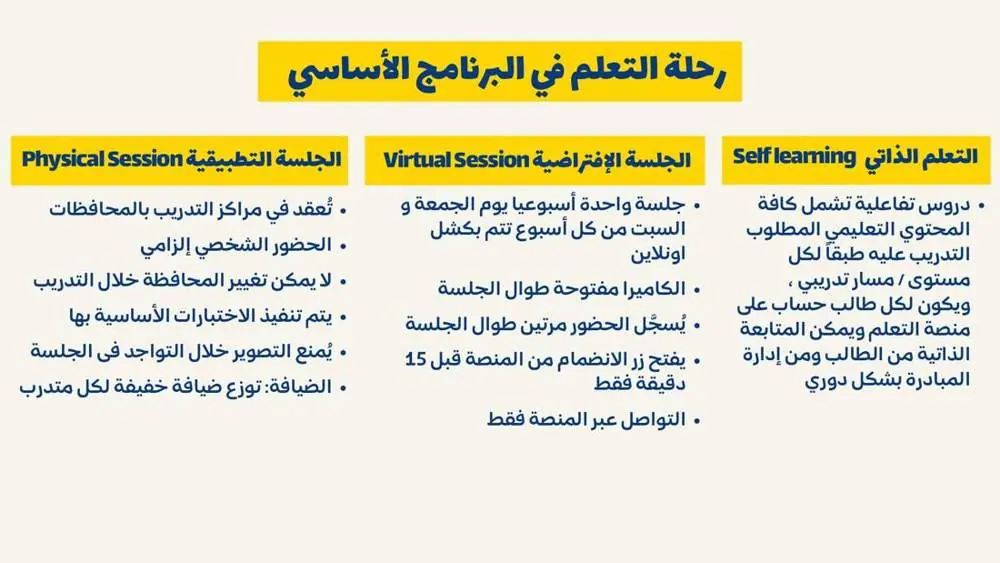 رحلة التعلم في البرنامج الأساسي
التعلم الذاتي Self learning
• دروس تفاعلية تشمل كافة
المحتوي التعليمي المطلوب
التدريب عليه طبقاً لكل
مستوى / مسار تدريبي ،
ويكون لكل طالب حساب على
منصة التعلم ويمكن المتابعة
الذاتية من الطالب ومن إدارة
المبادرة بشكل دوري
الجلسة الإفتراضية Virtual Session
• جلسة واحدة أسبوعيا يوم الجمعة و
السبت من كل أسبوع تتم بكشل
اونلاين
• الكاميرا مفتوحة طوال الجلسة
• يُسجَّل الحضور مرتين طوال الجلسة
• يفتح زر الانضمام من المنصة قبل 15
دقيقة فقط
• التواصل عبر المنصة فقط
الجلسة التطبيقية Physical Session
• تُعقد في مراكز التدريب بالمحافظات
• الحضور الشخصي إلزامي
• لا يمكن تغيير المحافظة خلال التدريب
• يتم تنفيذ الاختبارات الأساسية بها
• يُمنع التصوير خلال التواجد فى الجلسة
• الضيافة: توزع ضيافة خفيفة لكل متدرب